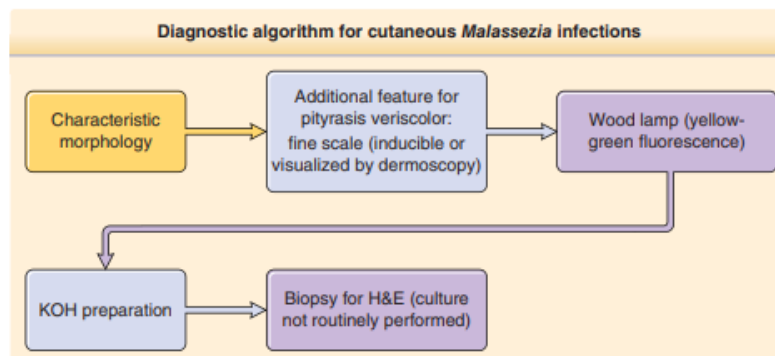 Diagnostic algorithm for cutaneous Malassezia infections
Characteristic
morphology
Additional feature for
pityrasis veriscolor:
fine scale (inducible or
visualized by dermoscopy)
Wood lamp (yellow-
green fluorescence)
KOH preparation
Biopsy for H&E (culture
not routinely performed)